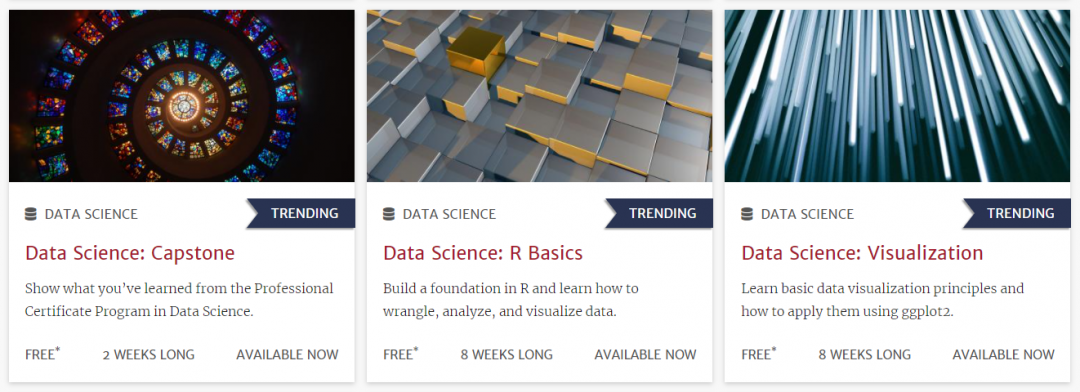 DATA SCIENCE
TRENDING
Data Science: Capstone
Show what you’ve learned from the Professional
Certificate Program in Data Science.
FREE*
2 WEEKS LONG
AVAILABLE NOW
DATA SCIENCE
TRENDING
Data Science: R Basics
Build a foundation in R and learn how to
wrangle, analyze, and visualize data.
FREE*
8 WEEKS LONG
AVAILABLE NOW
DATA SCIENCE
TRENDING
Data Science: Visualization
Learn basic data visualization principles and
how to apply them using ggplot2.
FREE*
8 WEEKS LONG
AVAILABLE NOW